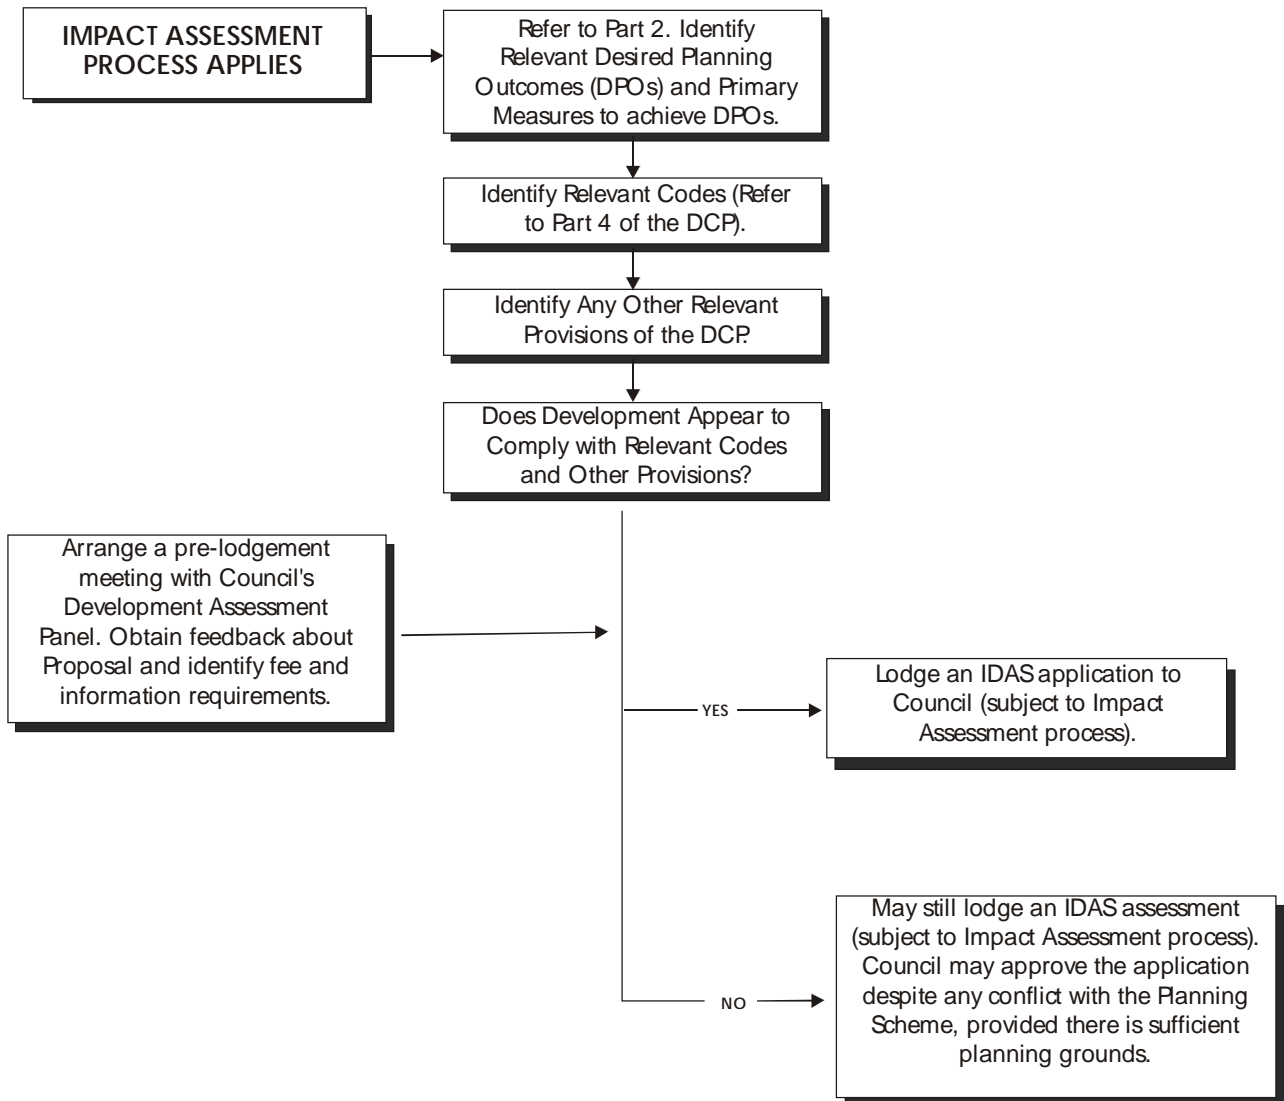 IMPACT ASSESSMENT
PROCESS APPLIES
Refer to Part 2. Identify
Relevant Desired Planning
Outcomes (DPOs) and Primary
Measures to achieve DPOs.
Identify Relevant Codes (Refer
to Part 4 of the DCP).
Identify Any Other Relevant
Provisions of the DCP.
Does Development Appear to
Comply with Relevant Codes
and Other Provisions?
Arrange a pre-lodgement
meeting with Council's
Development Assessment
Panel. Obtain feedback about
Proposal and identify fee and
information requirements.
YES
Lodge an IDAS application to
Council (subject to Impact
Assessment process).
NO
May still lodge an IDAS assessment
(subject to Impact Assessment process).
Council may approve the application
despite any conflict with the Planning
Scheme, provided there is sufficient
planning grounds.